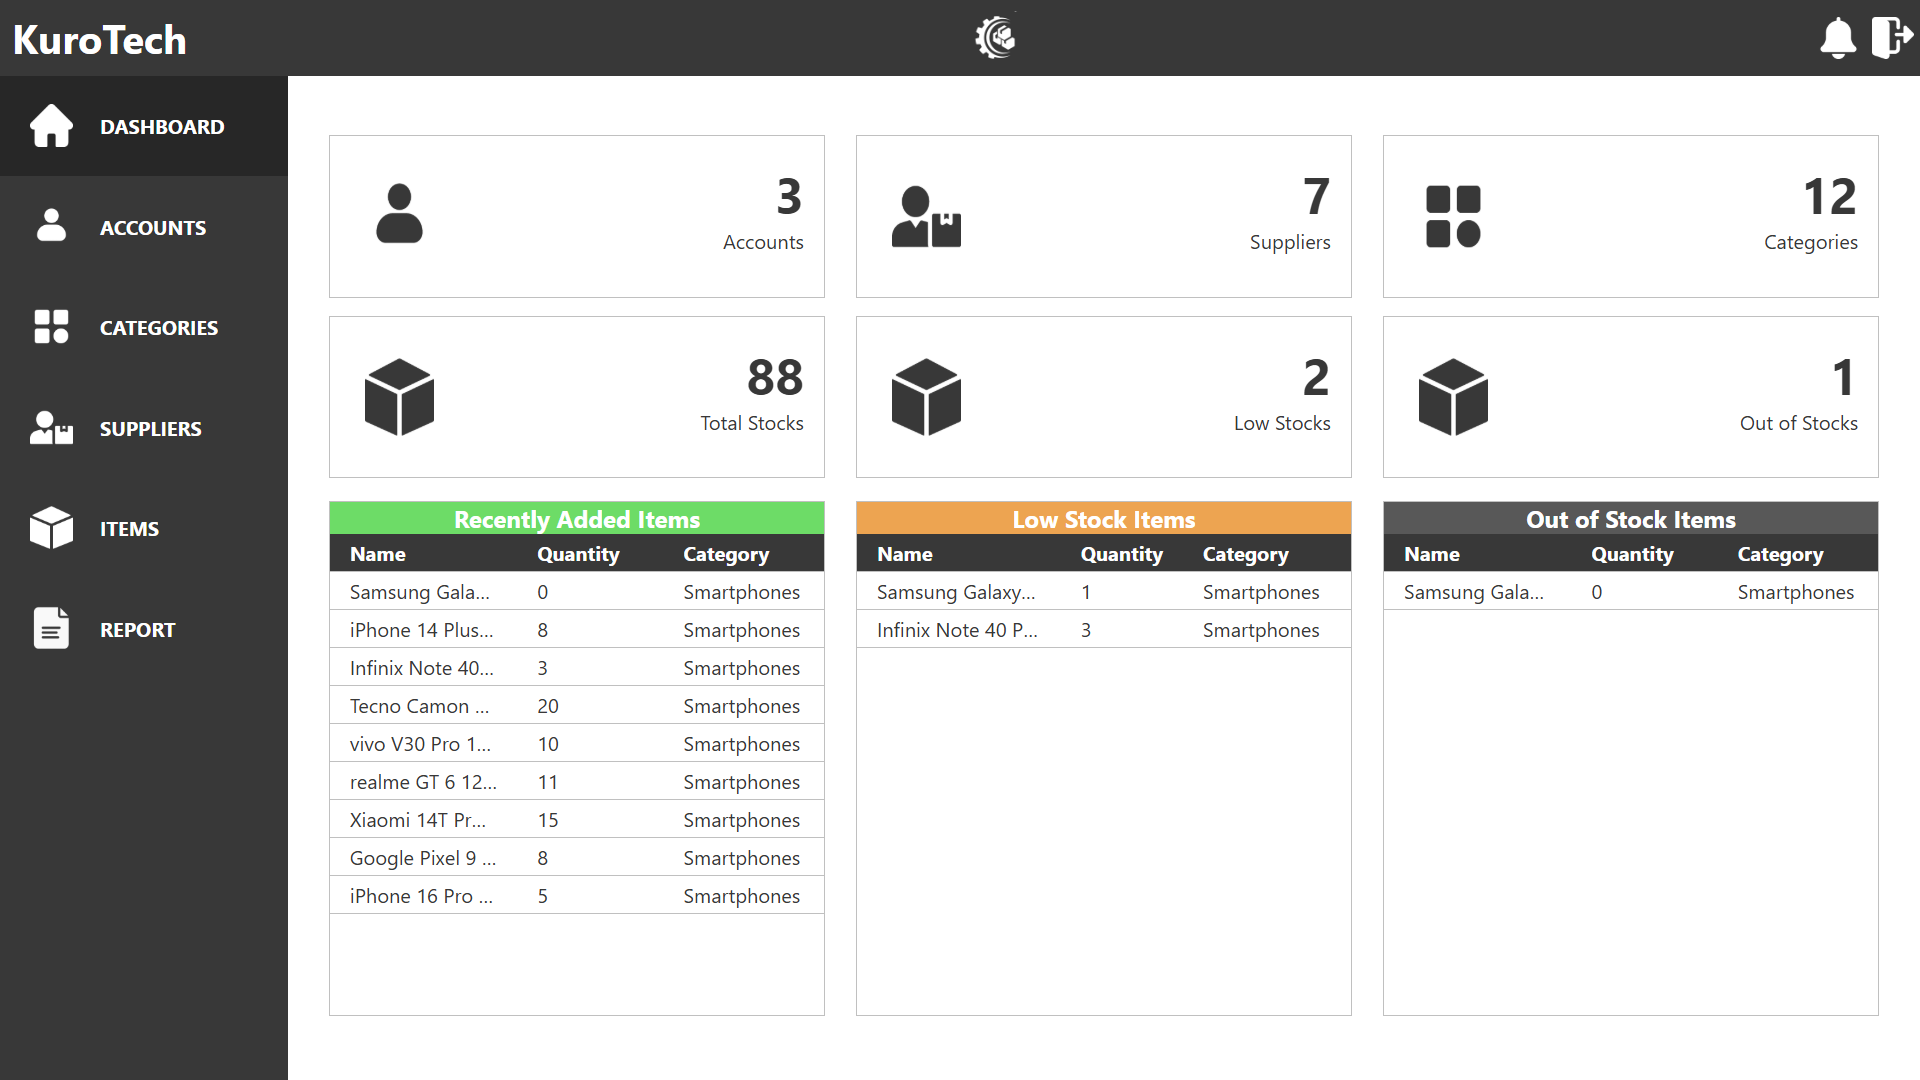 KuroTech
DASHBOARD
ACCOUNTS
CATEGORIES
SUPPLIERS
ITEMS
REPORT
3
Accounts
7
Suppliers
12
Categories
88
Total Stocks
2
Low Stocks
1
Out of Stocks
Recently Added Items
Name Quantity Category
Samsung Gala... 0 Smartphones
iPhone 14 Plus... 8 Smartphones
Infinix Note 40... 3 Smartphones
Tecno Camon ... 20 Smartphones
vivo V30 Pro 1... 10 Smartphones
realme GT 6 12... 11 Smartphones
Xiaomi 14T Pr... 15 Smartphones
Google Pixel 9 ... 8 Smartphones
iPhone 16 Pro ... 5 Smartphones
Low Stock Items
Name Quantity Category
Samsung Galaxy... 1 Smartphones
Infinix Note 40 P... 3 Smartphones
Out of Stock Items
Name Quantity Category
Samsung Gala... 0 Smartphones